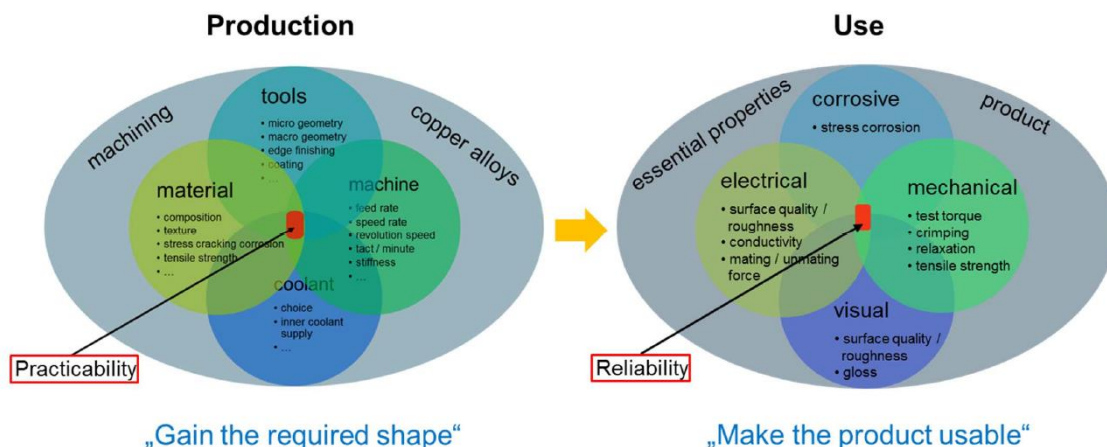 Production
machining
copper alloys
tools
• micro geometry
• macro geometry
• edge finishing
• coating
• ...
material
• composition
• texture
• stress cracking corrosion
• tensile strength
• ...
machine
• feed rate
• speed rate
• revolution speed
• tact / minute
• stiffness
• ...
coolant
• choice
• inner coolant
supply
• ...
Practicability
„Gain the required shape“
Use
essential properties
product
corrosive
• stress corrosion
electrical
• surface quality /
roughness
• conductivity
• mating / unmating
force
mechanical
• test torque
• crimping
• relaxation
• tensile strength
visual
• surface quality /
roughness
• gloss
Reliability
„Make the product usable“